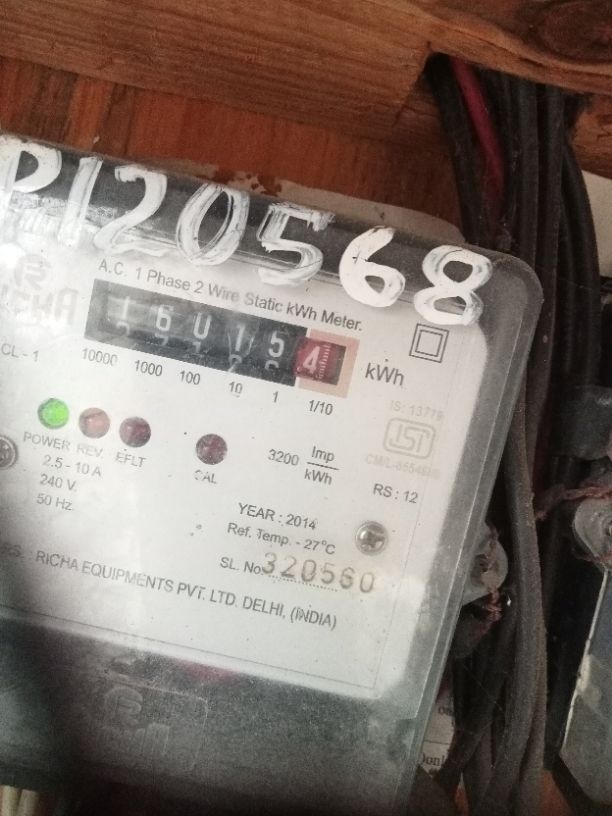 P120568
RICHA
A.C. 1 Phase 2 Wire Static kWh Meter.
16015 4 kWh
CL - 1 10000 1000 100 10 1 1/10
IS: 13779
POWER REV. EFLT CAL 3200 Imp/kWh
2.5 - 10 A
240 V.
50 Hz.
RS : 12
YEAR : 2014
Ref. Temp. - 27°C
SL. No. 320560
RICHA EQUIPMENTS PVT. LTD. DELHI, (INDIA)